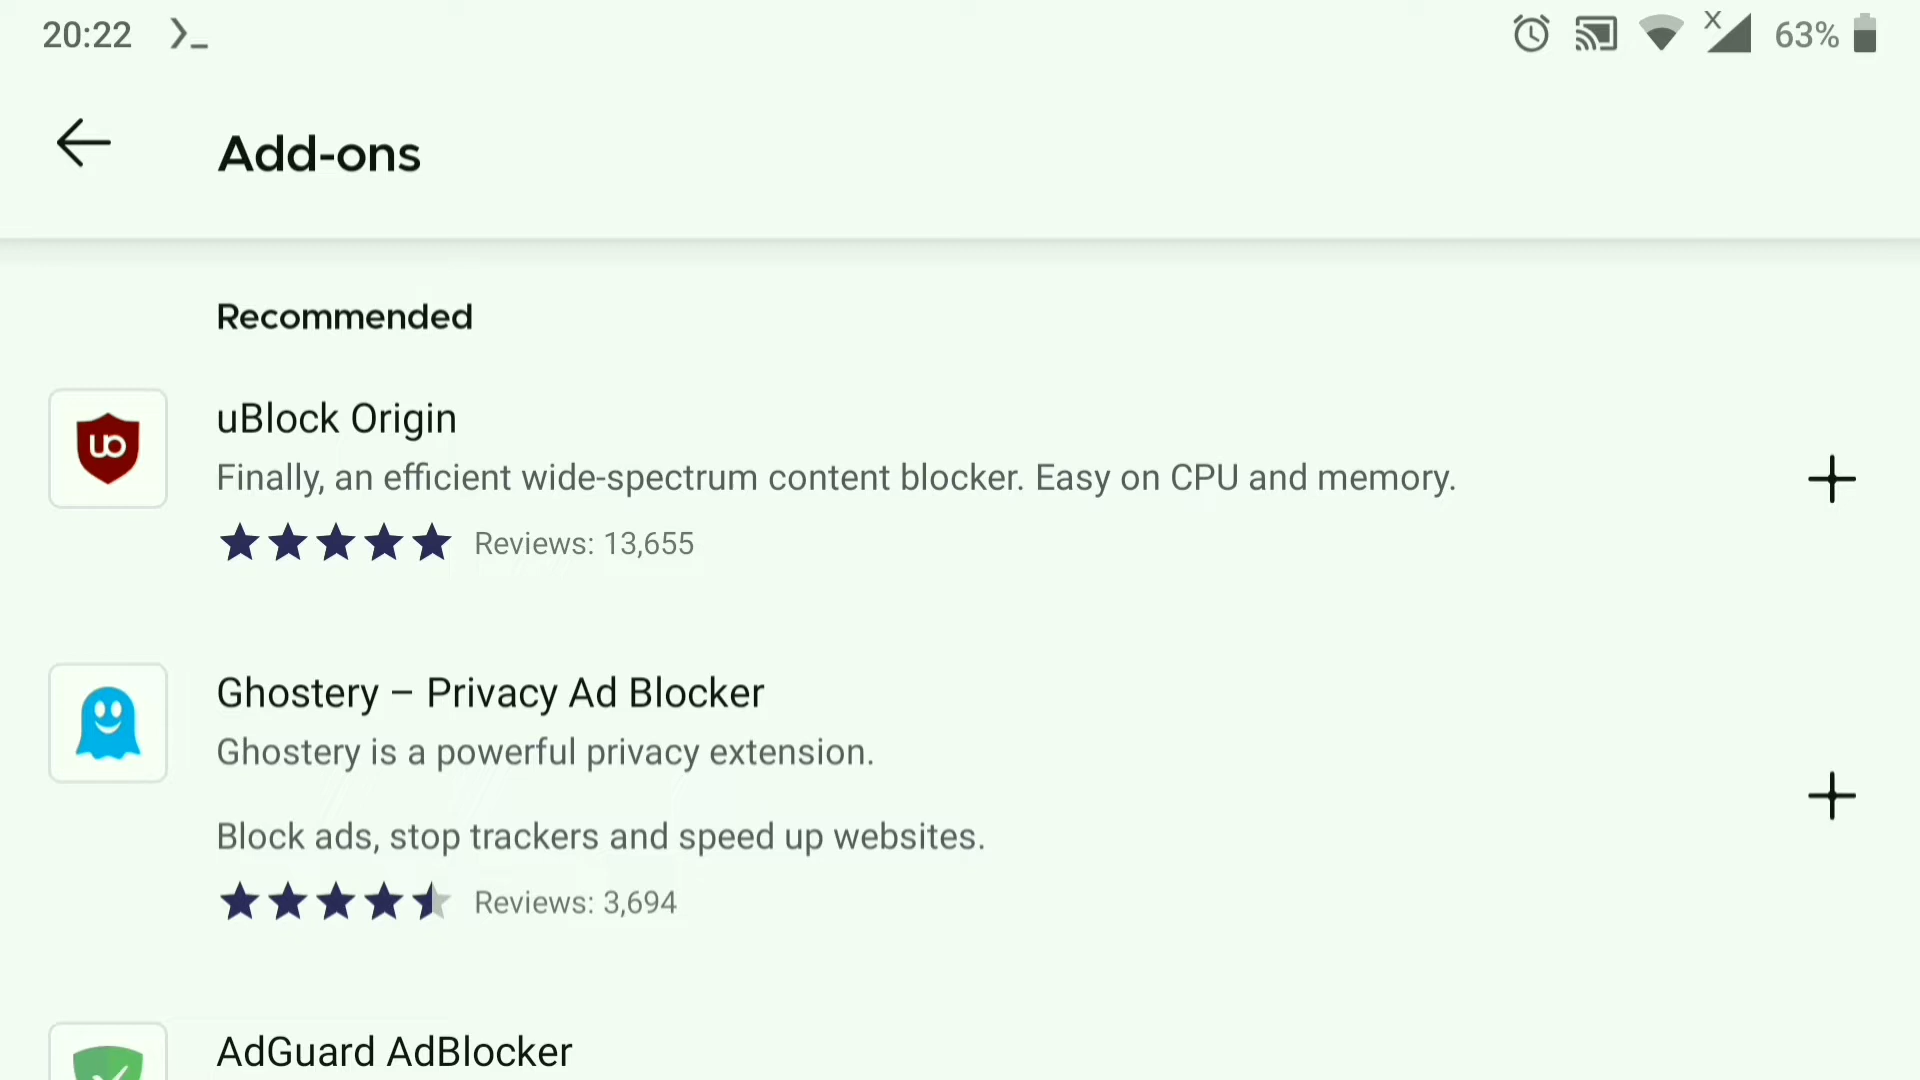 20:22
63%
Add-ons
Recommended
uBlock Origin
Finally, an efficient wide-spectrum content blocker. Easy on CPU and memory.
Reviews: 13,655
Ghostery – Privacy Ad Blocker
Ghostery is a powerful privacy extension.
Block ads, stop trackers and speed up websites.
Reviews: 3,694
AdGuard AdBlocker